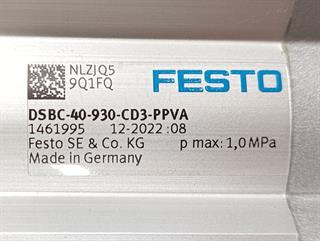 NLZJQ5
9Q1FQ
FESTO
DSBC-40-930-CD3-PPVA
1461995 12-2022:08
Festo SE & Co. KG p max: 1,0 MPa
Made in Germany